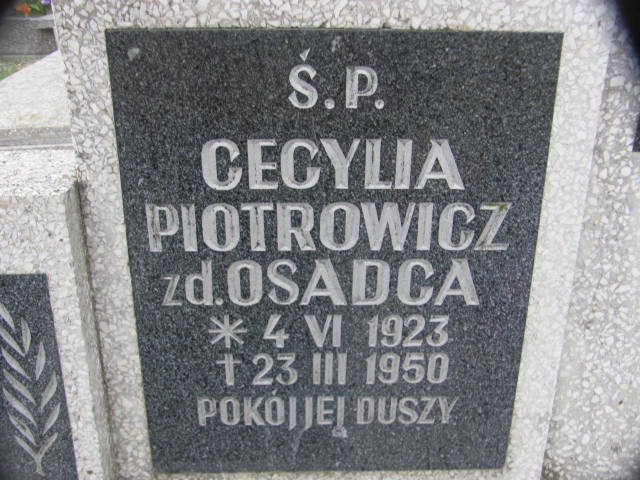 Ś.P.
CECYLIA
PIOTROWICZ
zd. OSADCA
* 4 VI 1923
† 23 III 1950
POKÓJ JEJ DUSZY